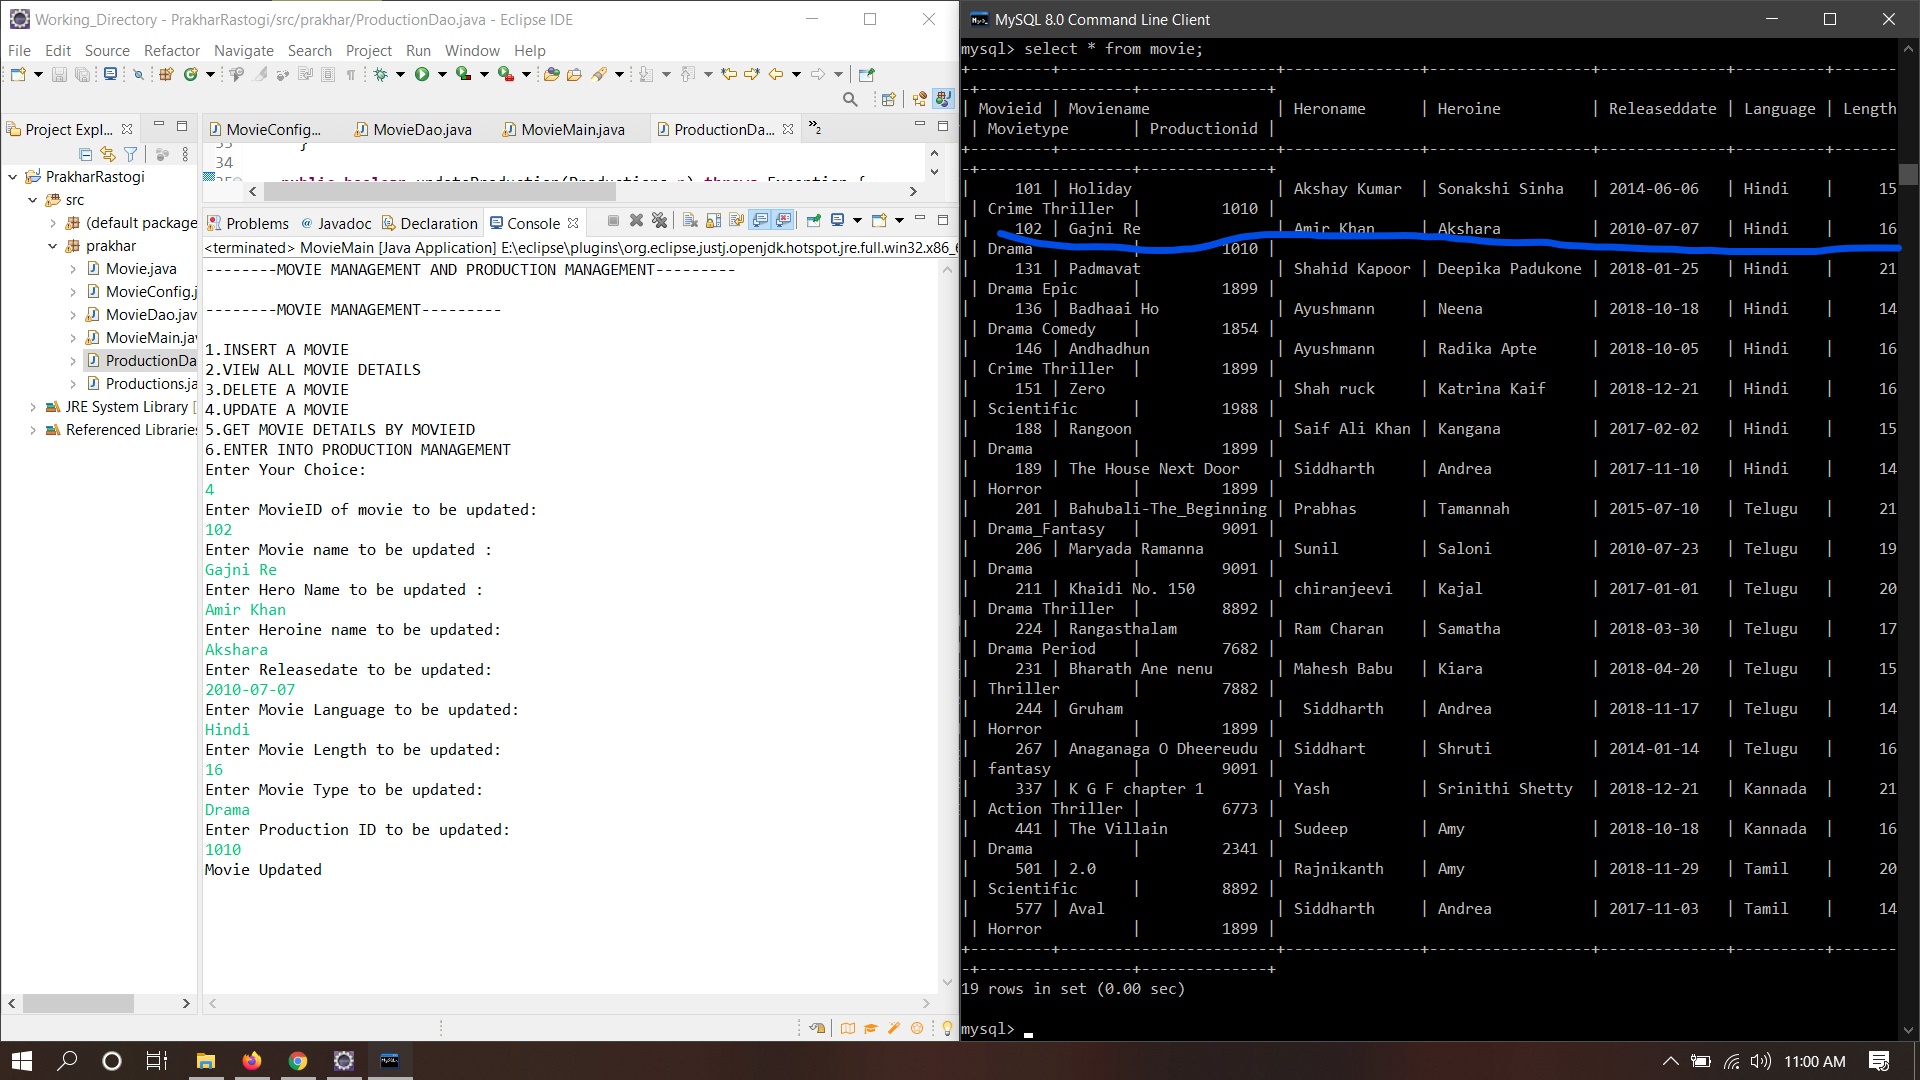 Working_Directory - PrakharRastogi/src/prakhar/ProductionDao.java - Eclipse IDE
File Edit Source Refactor Navigate Search Project Run Window Help
Project Expl...
PrakharRastogi
src
(default package
prakhar
Movie.java
MovieConfig.j
MovieDao.jav
MovieMain.jav
ProductionDa
Productions.ja
JRE System Library [
Referenced Libraries
MovieConfig... MovieDao.java MovieMain.java ProductionDa... »2
33 }
34
Problems @ Javadoc Declaration Console
<terminated> MovieMain [Java Application] E:\eclipse\plugins\org.eclipse.justj.openjdk.hotspot.jre.full.win32.x86_6
--------MOVIE MANAGEMENT AND PRODUCTION MANAGEMENT---------
--------MOVIE MANAGEMENT---------
1.INSERT A MOVIE
2.VIEW ALL MOVIE DETAILS
3.DELETE A MOVIE
4.UPDATE A MOVIE
5.GET MOVIE DETAILS BY MOVIEID
6.ENTER INTO PRODUCTION MANAGEMENT
Enter Your Choice:
4
Enter MovieID of movie to be updated:
102
Enter Movie name to be updated :
Gajni Re
Enter Hero Name to be updated :
Amir Khan
Enter Heroine name to be updated:
Akshara
Enter Releasedate to be updated:
2010-07-07
Enter Movie Language to be updated:
Hindi
Enter Movie Length to be updated:
16
Enter Movie Type to be updated:
Drama
Enter Production ID to be updated:
1010
Movie Updated
MySQL 8.0 Command Line Client
mysql> select * from movie;
| Movieid | Moviename | Heroname | Heroine | Releaseddate | Language | Length
| Movietype | Productionid |
| 101 | Holiday | Akshay Kumar | Sonakshi Sinha | 2014-06-06 | Hindi | 15
| Crime Thriller | 1010 |
| 102 | Gajni Re | Amir Khan | Akshara | 2010-07-07 | Hindi | 16
| Drama | 1010 |
| 131 | Padmavat | Shahid Kapoor | Deepika Padukone | 2018-01-25 | Hindi | 21
| Drama Epic | 1899 |
| 136 | Badhaai Ho | Ayushmann | Neena | 2018-10-18 | Hindi | 14
| Drama Comedy | 1854 |
| 146 | Andhadhun | Ayushmann | Radika Apte | 2018-10-05 | Hindi | 16
| Crime Thriller | 1899 |
| 151 | Zero | Shah ruck | Katrina Kaif | 2018-12-21 | Hindi | 16
| Scientific | 1988 |
| 188 | Rangoon | Saif Ali Khan | Kangana | 2017-02-02 | Hindi | 15
| Drama | 1899 |
| 189 | The House Next Door | Siddharth | Andrea | 2017-11-10 | Hindi | 14
| Horror | 1899 |
| 201 | Bahubali-The_Beginning | Prabhas | Tamannah | 2015-07-10 | Telugu | 21
| Drama_Fantasy | 9091 |
| 206 | Maryada Ramanna | Sunil | Saloni | 2010-07-23 | Telugu | 19
| Drama | 9091 |
| 211 | Khaidi No. 150 | chiranjeevi | Kajal | 2017-01-01 | Telugu | 20
| Drama Thriller | 8892 |
| 224 | Rangasthalam | Ram Charan | Samatha | 2018-03-30 | Telugu | 17
| Drama Period | 7682 |
| 231 | Bharath Ane nenu | Mahesh Babu | Kiara | 2018-04-20 | Telugu | 15
| Thriller | 7882 |
| 244 | Gruham | Siddharth | Andrea | 2018-11-17 | Telugu | 14
| Horror | 1899 |
| 267 | Anaganaga O Dheereudu | Siddhart | Shruti | 2014-01-14 | Telugu | 16
| fantasy | 9091 |
| 337 | K G F chapter 1 | Yash | Srinithi Shetty | 2018-12-21 | Kannada | 21
| Action Thriller | 6773 |
| 441 | The Villain | Sudeep | Amy | 2018-10-18 | Kannada | 16
| Drama | 2341 |
| 501 | 2.0 | Rajnikanth | Amy | 2018-11-29 | Tamil | 20
| Scientific | 8892 |
| 577 | Aval | Siddharth | Andrea | 2017-11-03 | Tamil | 14
| Horror | 1899 |
19 rows in set (0.00 sec)
mysql>
11:00 AM